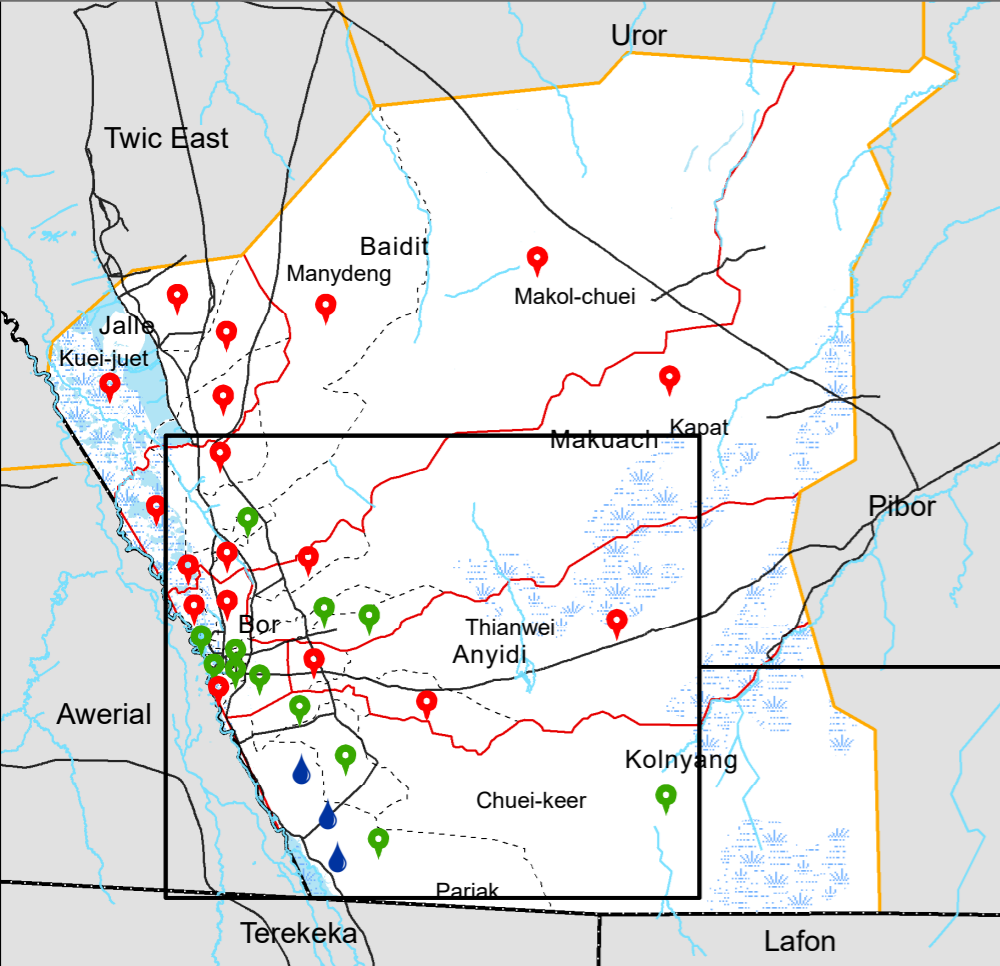 Uror
Twic East
Baidit
Manydeng
Makol-chuei
Jalle
Kuei-juet
Kapat
Makuach
Pibor
Bor
Thianwei
Anyidi
Awerial
Kolnyang
Chuei-keer
Pariak
Terekeka
Lafon